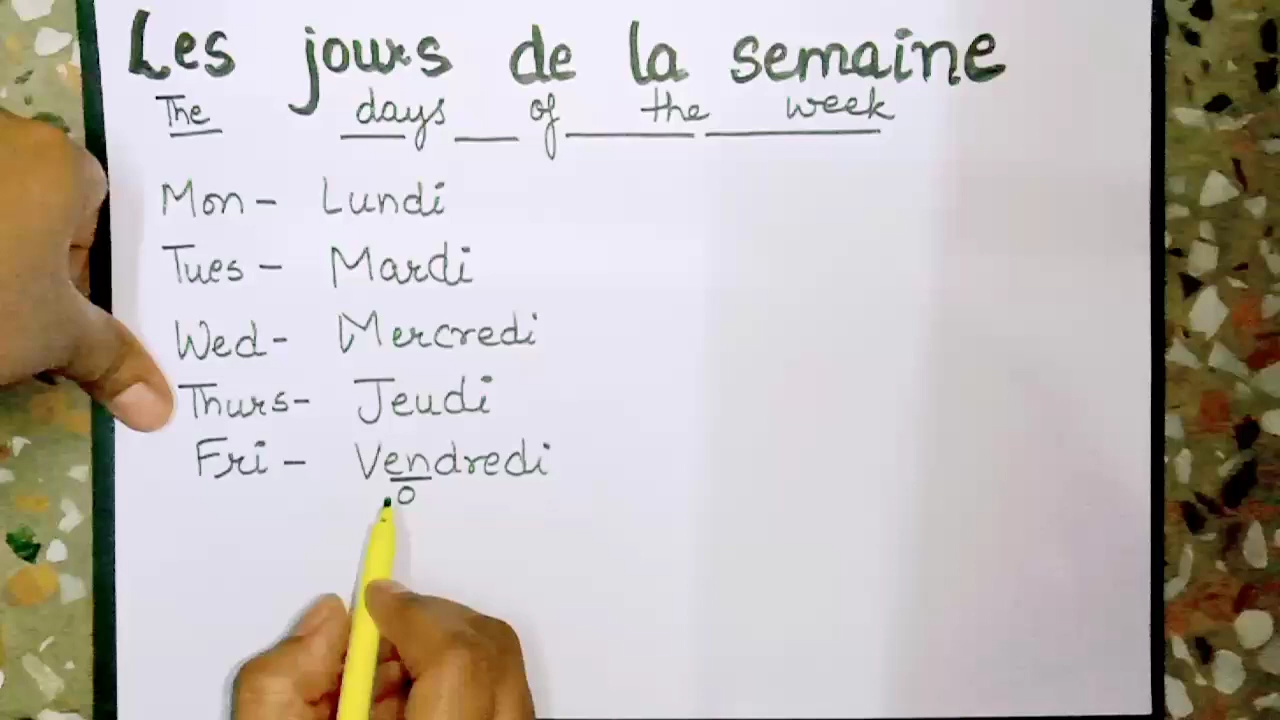 Les jours de la semaine
The days of the week
Mon - Lundi
Tues - Mardi
Wed - Mercredi
Thurs - Jeudi
Fri - Vendredi
o